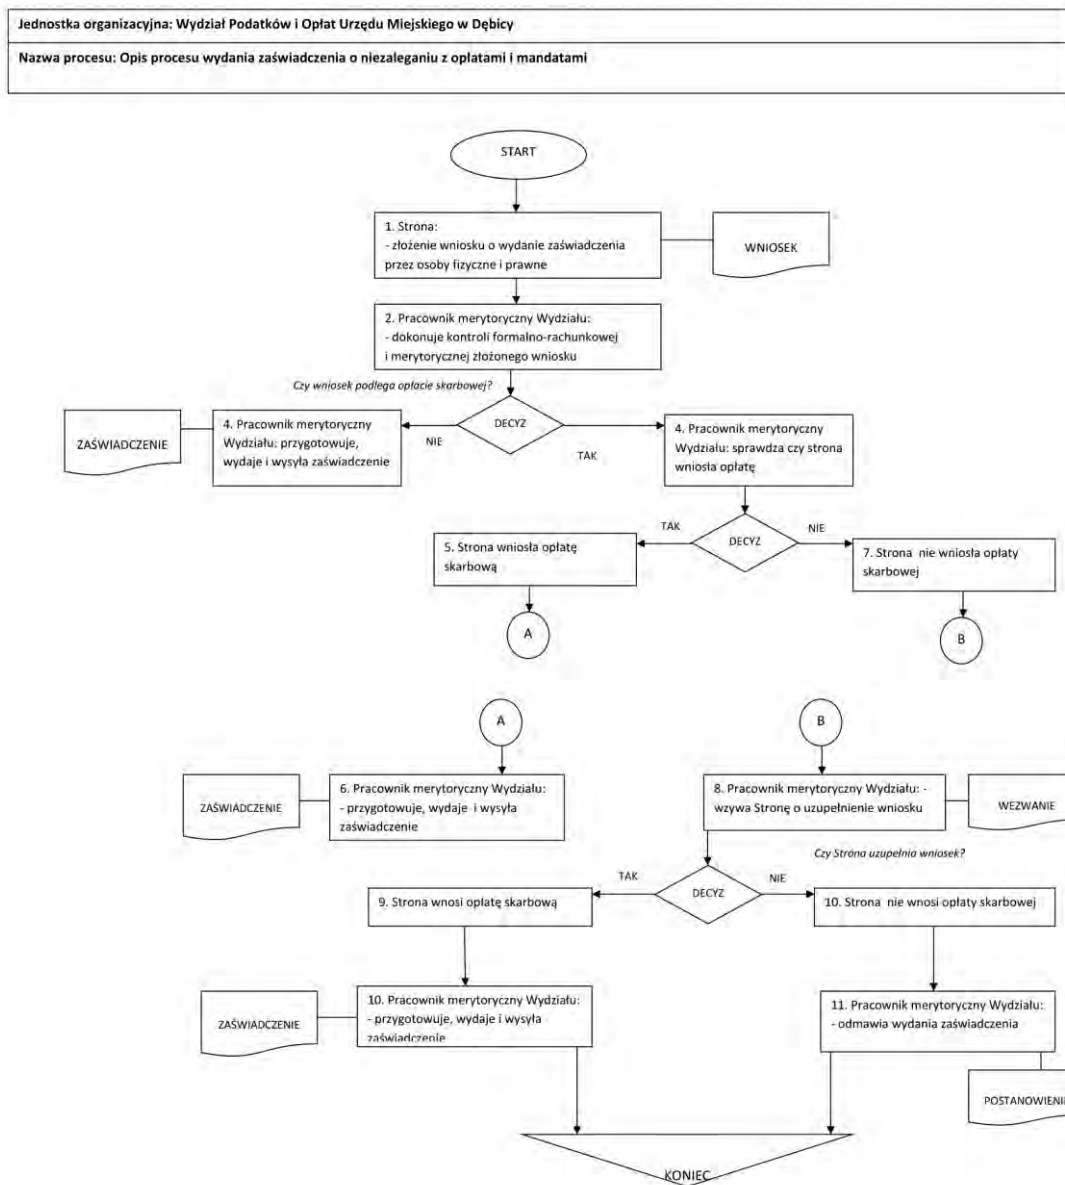 Jednostka organizacyjna: Wydział Podatków i Opłat Urzędu Miejskiego w Dębicy
Nazwa procesu: Opis procesu wydania zaświadczenia o niezaleganiu z opłatami i mandatami
START
1. Strona:
- złożenie wniosku o wydanie zaświadczenia
przez osoby fizyczne i prawne
WNIOSEK
2. Pracownik merytoryczny Wydziału:
- dokonuje kontroli formalno-rachunkowej
i merytorycznej złożonego wniosku
Czy wniosek podlega opłacie skarbowej?
DECYZ
ZAŚWIADCZENIE
4. Pracownik merytoryczny
Wydziału: przygotowuje,
wydaje i wysyła zaświadczenie
NIE
TAK
4. Pracownik merytoryczny
Wydziału: sprawdza czy strona
wniosła opłatę
TAK
DECYZ
NIE
5. Strona wniosła opłatę
skarbową
7. Strona nie wniosła opłaty
skarbowej
A
B
A
B
ZAŚWIADCZENIE
6. Pracownik merytoryczny Wydziału:
- przygotowuje, wydaje i wysyła
zaświadczenie
8. Pracownik merytoryczny Wydziału: -
wzywa Stronę o uzupełnienie wniosku
WEZWANIE
Czy Strona uzupełnia wniosek?
TAK
DECYZ
NIE
9. Strona wnosi opłatę skarbową
10. Strona nie wnosi opłaty skarbowej
ZAŚWIADCZENIE
10. Pracownik merytoryczny Wydziału:
- przygotowuje, wydaje i wysyła
zaświadczenie
11. Pracownik merytoryczny Wydziału:
- odmawia wydania zaświadczenia
POSTANOWIENIE
KONIEC